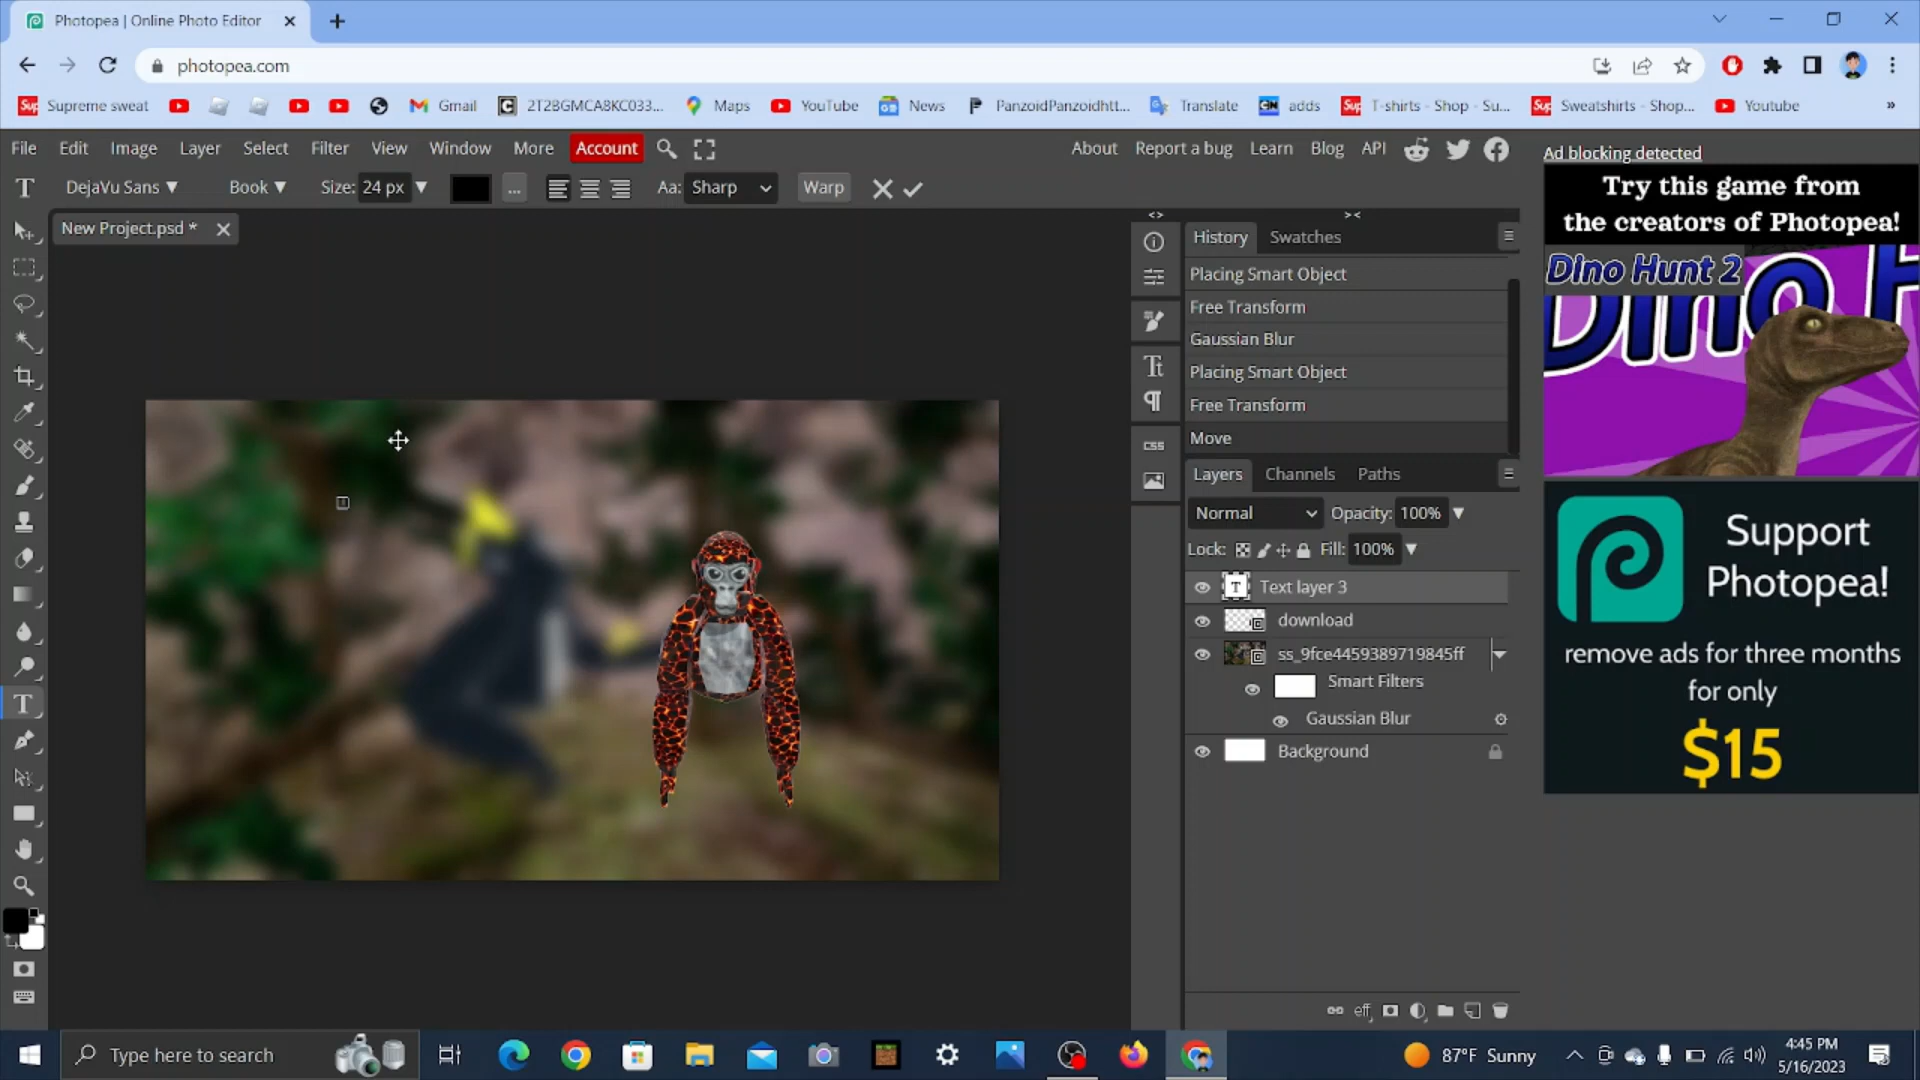 Photopea | Online Photo Editor
photopea.com
Supreme sweat
Gmail
2T2BGMCA8KC033...
Maps
YouTube
News
PanzoidPanzoidhtt...
Translate
adds
T-shirts - Shop - Su...
Sweatshirts - Shop...
Youtube
»
File Edit Image Layer Select Filter View Window More Account
About Report a bug Learn Blog API
DejaVu Sans Book Size: 24 px ... Aa: Sharp Warp
New Project.psd *
History Swatches
Placing Smart Object
Free Transform
Gaussian Blur
Placing Smart Object
Free Transform
Move
CSS
Layers Channels Paths
Normal Opacity: 100%
Lock: Fill: 100%
Text layer 3
download
ss_9fce4459389719845ff
Smart Filters
Gaussian Blur
Background
eff
Ad blocking detected
Try this game from
the creators of Photopea!
Dino Hunt 2
Support
Photopea!
remove ads for three months
for only
$15
Type here to search
87°F Sunny
4:45 PM
5/16/2023